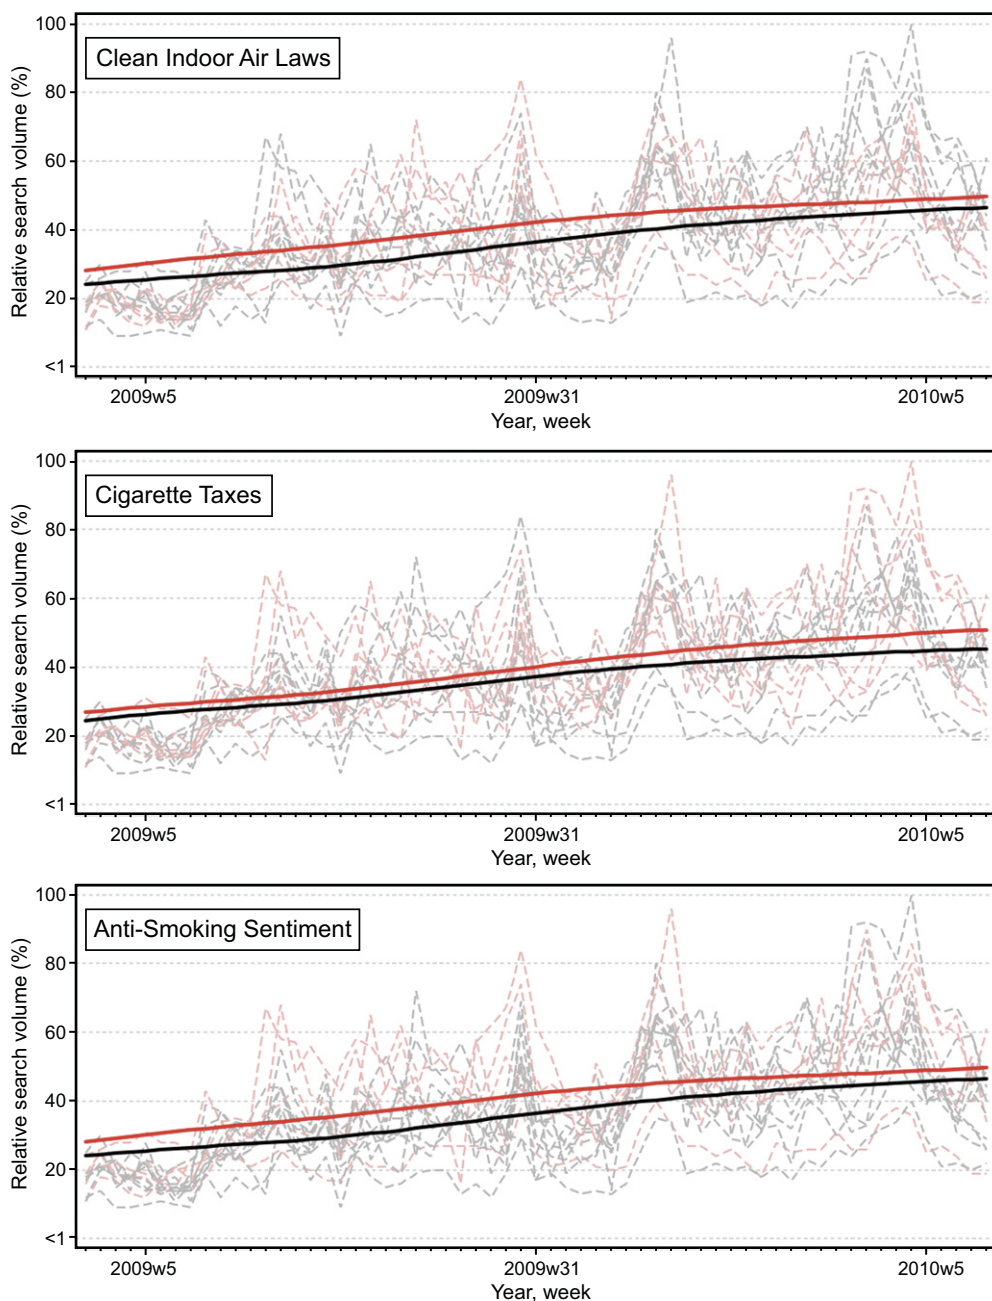 Clean Indoor Air Laws
Relative search volume (%)
100
80
60
40
20
<1
2009w5
2009w31
2010w5
Year, week
Cigarette Taxes
Relative search volume (%)
100
80
60
40
20
<1
2009w5
2009w31
2010w5
Year, week
Anti-Smoking Sentiment
Relative search volume (%)
100
80
60
40
20
<1
2009w5
2009w31
2010w5
Year, week